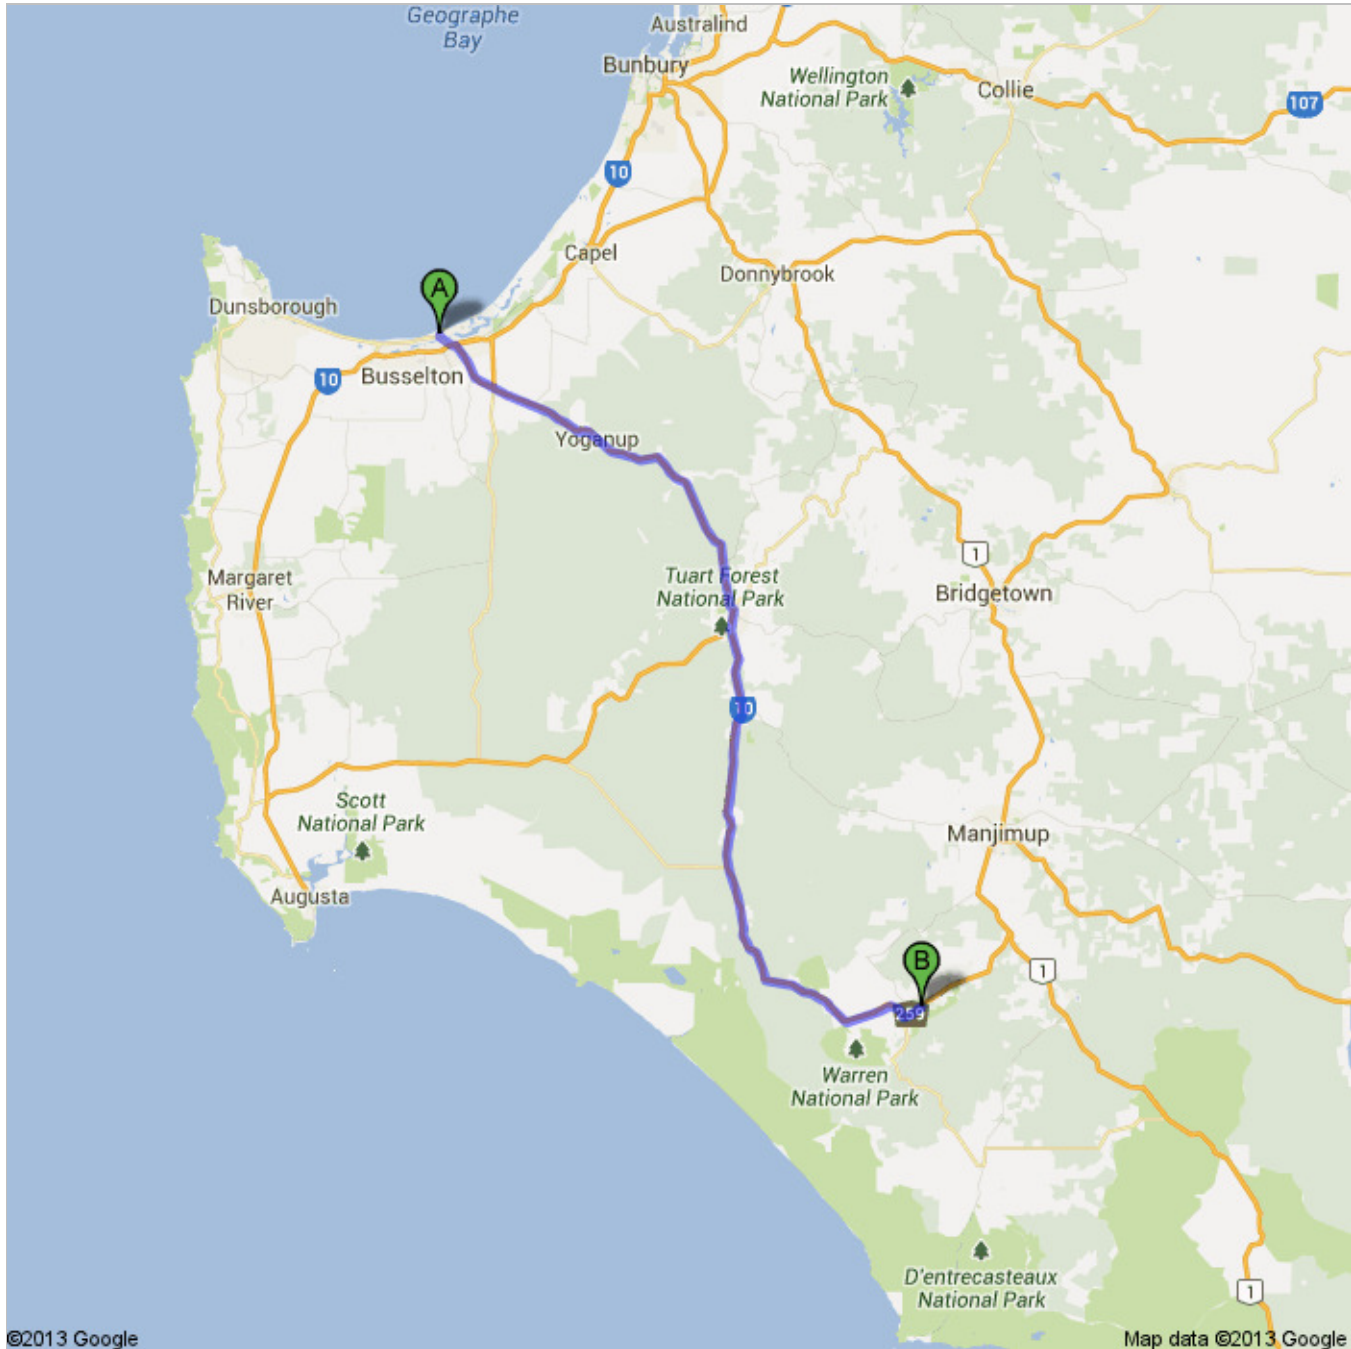 Geographe
Bay
Australind
Bunbury
Wellington
National Park
Collie
107
10
Capel
Donnybrook
A
Dunsborough
10
Busselton
Yoganup
1
Margaret
River
Tuart Forest
National Park
Bridgetown
10
Scott
National Park
Manjimup
Augusta
B
1
259
Warren
National Park
D'entrecasteaux
National Park
1
©2013 Google
Map data ©2013 Google